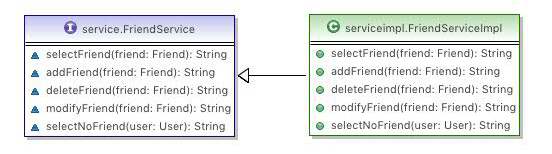 I service.FriendService
selectFriend(friend: Friend): String
addFriend(friend: Friend): String
deleteFriend(friend: Friend): String
modifyFriend(friend: Friend): String
selectNoFriend(user: User): String
C serviceimpl.FriendServiceImpl
selectFriend(friend: Friend): String
addFriend(friend: Friend): String
deleteFriend(friend: Friend): String
modifyFriend(friend: Friend): String
selectNoFriend(user: User): String